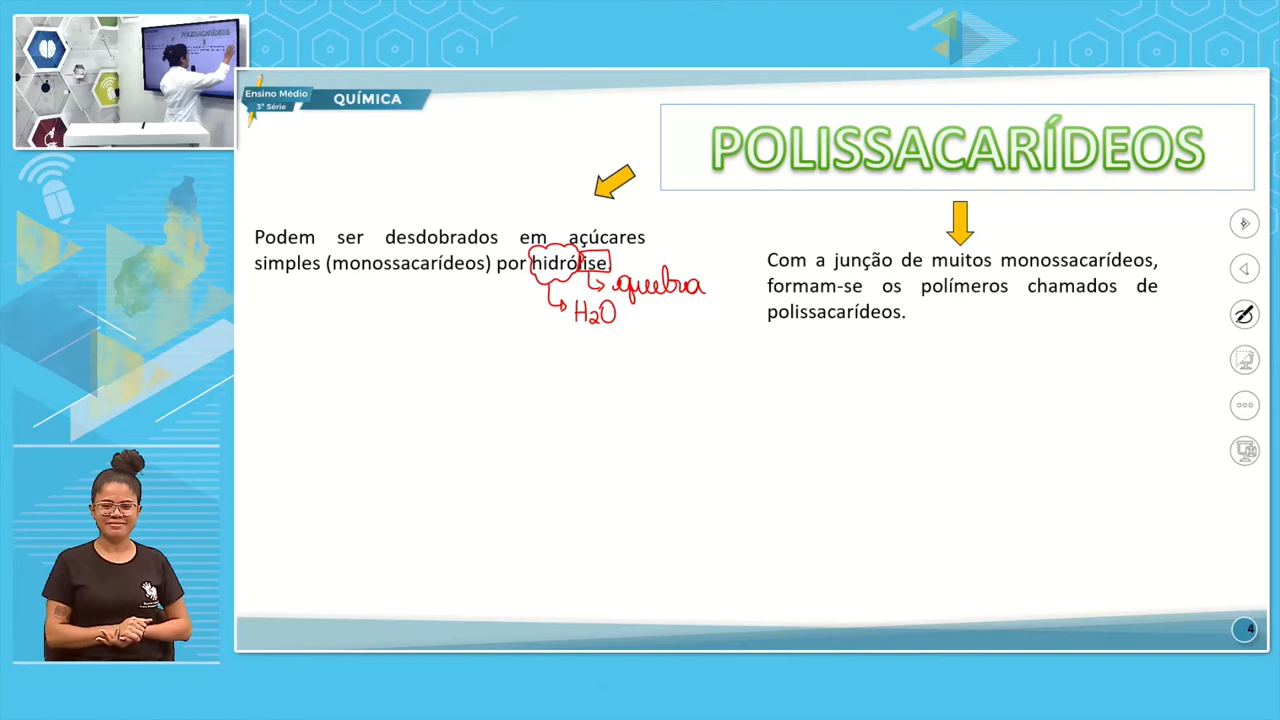 Ensino Médio
3ª Série
QUÍMICA
POLISSACARÍDEOS
Podem ser desdobrados em açúcares
simples (monossacarídeos) por hidrólise.
quebra
H₂O
Com a junção de muitos monossacarídeos,
formam-se os polímeros chamados de
polissacarídeos.
4
POLISSACARÍDEOS